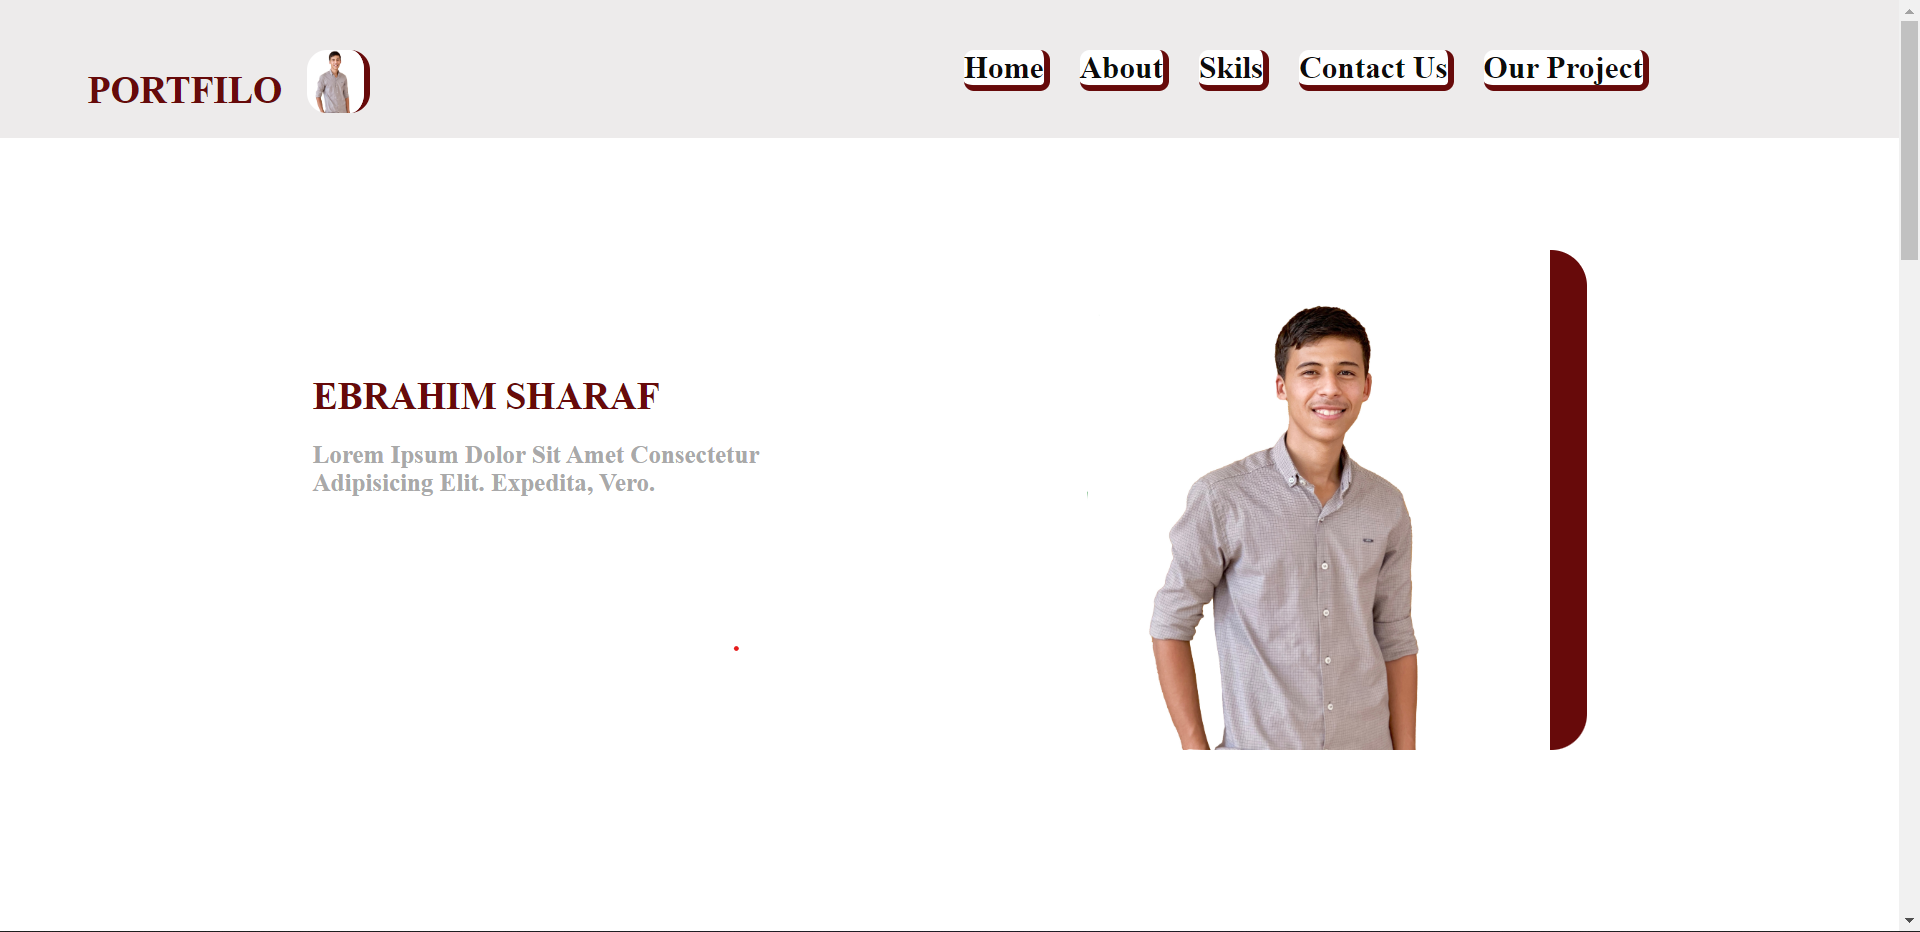 PORTFILO
Home About Skils Contact Us Our Project
EBRAHIM SHARAF
Lorem Ipsum Dolor Sit Amet Consectetur
Adipisicing Elit. Expedita, Vero.